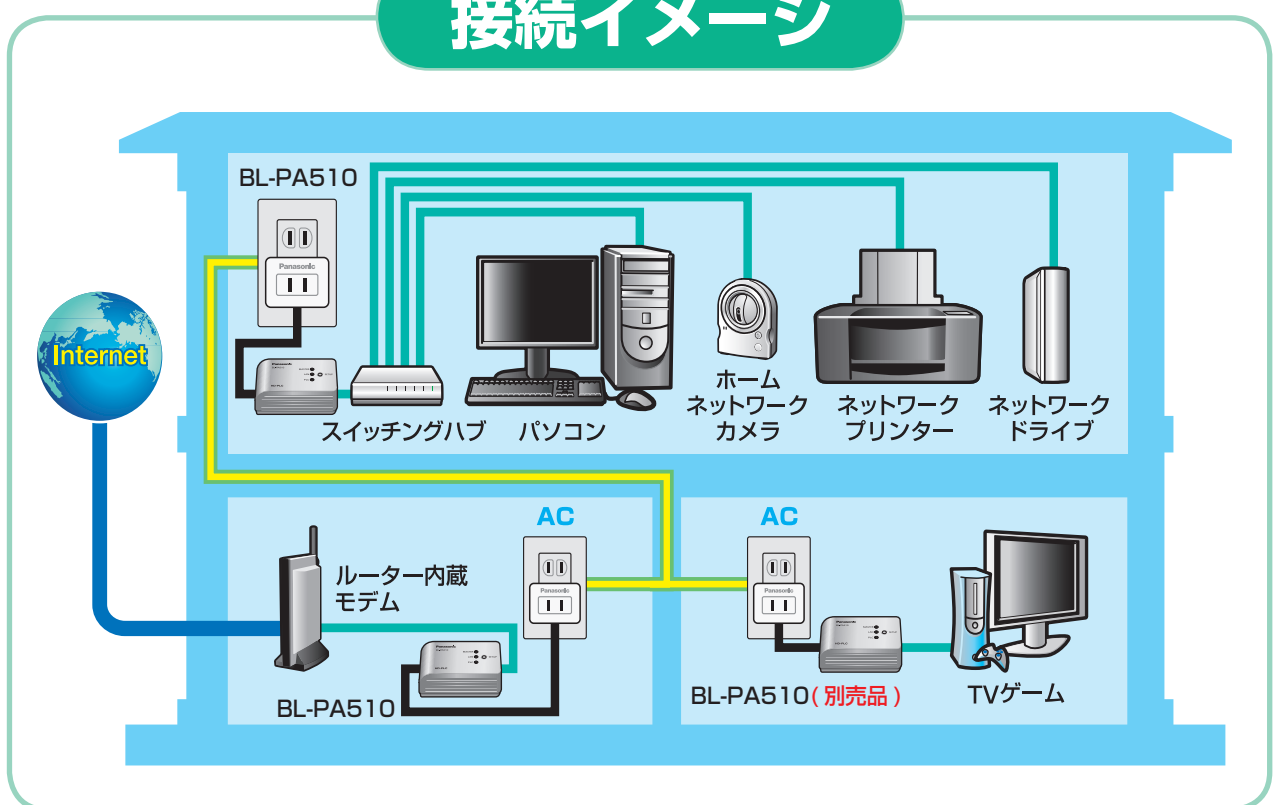 接続イメージ
BL-PA510
Panasonic
Internet
スイッチングハブ
パソコン
ホーム
ネットワーク
カメラ
ネットワーク
プリンター
ネットワーク
ドライブ
ルーター内蔵
モデム
AC
Panasonic
BL-PA510
AC
Panasonic
BL-PA510(別売品)
TVゲーム